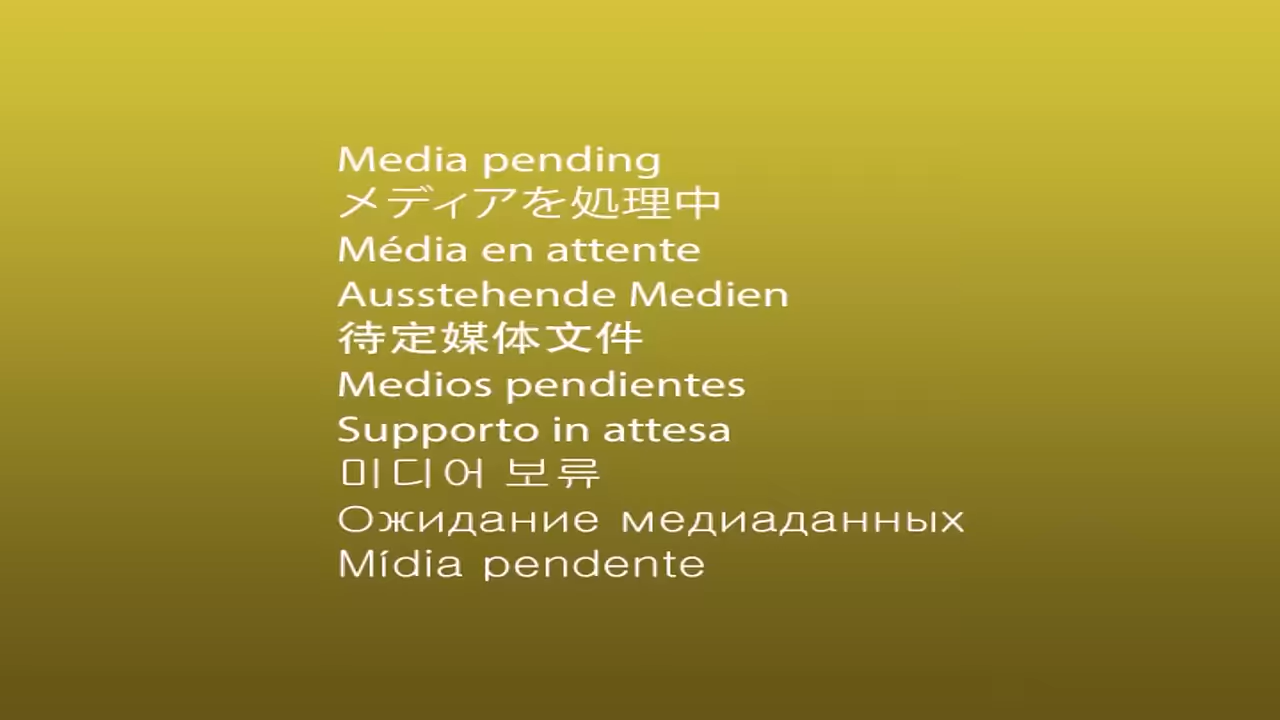 Media pending
メディアを処理中
Média en attente
Ausstehende Medien
待定媒体文件
Medios pendientes
Supporto in attesa
미디어 보류
Ожидание медиаданных
Mídia pendente